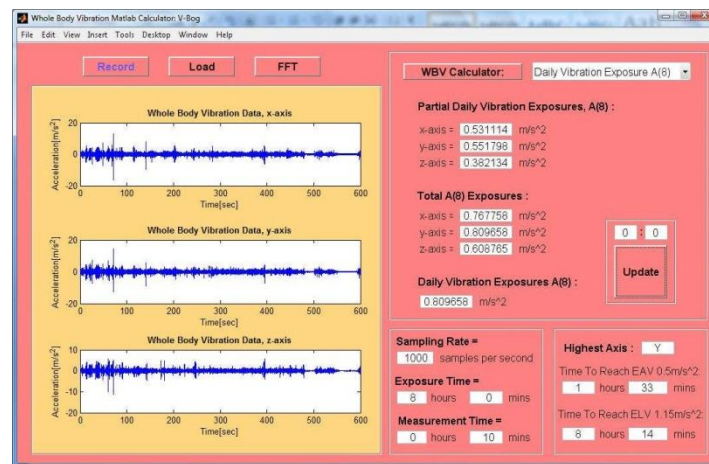 Whole Body Vibration Matlab Calculator: V-Bog
File Edit View Insert Tools Desktop Window Help
Record Load FFT
Whole Body Vibration Data, x-axis
Acceleration[m/s²]
20
0
-20
0 100 200 300 400 500 600
Time[sec]
Whole Body Vibration Data, y-axis
Acceleration[m/s²]
20
0
-20
0 100 200 300 400 500 600
Time[sec]
Whole Body Vibration Data, z-axis
Acceleration[m/s²]
10
0
-10
-20
0 100 200 300 400 500 600
Time[sec]
WBV Calculator: Daily Vibration Exposure A(8)
Partial Daily Vibration Exposures, A(8) :
x-axis = 0.531114 m/s^2
y-axis = 0.551798 m/s^2
z-axis = 0.382134 m/s^2
Total A(8) Exposures :
x-axis = 0.767758 m/s^2
y-axis = 0.809658 m/s^2
z-axis = 0.608765 m/s^2
0 : 0
Update
Daily Vibration Exposures A(8) :
0.809658 m/s^2
Sampling Rate =
1000 samples per second
Exposure Time =
8 hours 0 mins
Measurement Time =
0 hours 10 mins
Highest Axis : Y
Time To Reach EAV 0.5m/s^2:
1 hours 33 mins
Time To Reach ELV 1.15m/s^2:
8 hours 14 mins